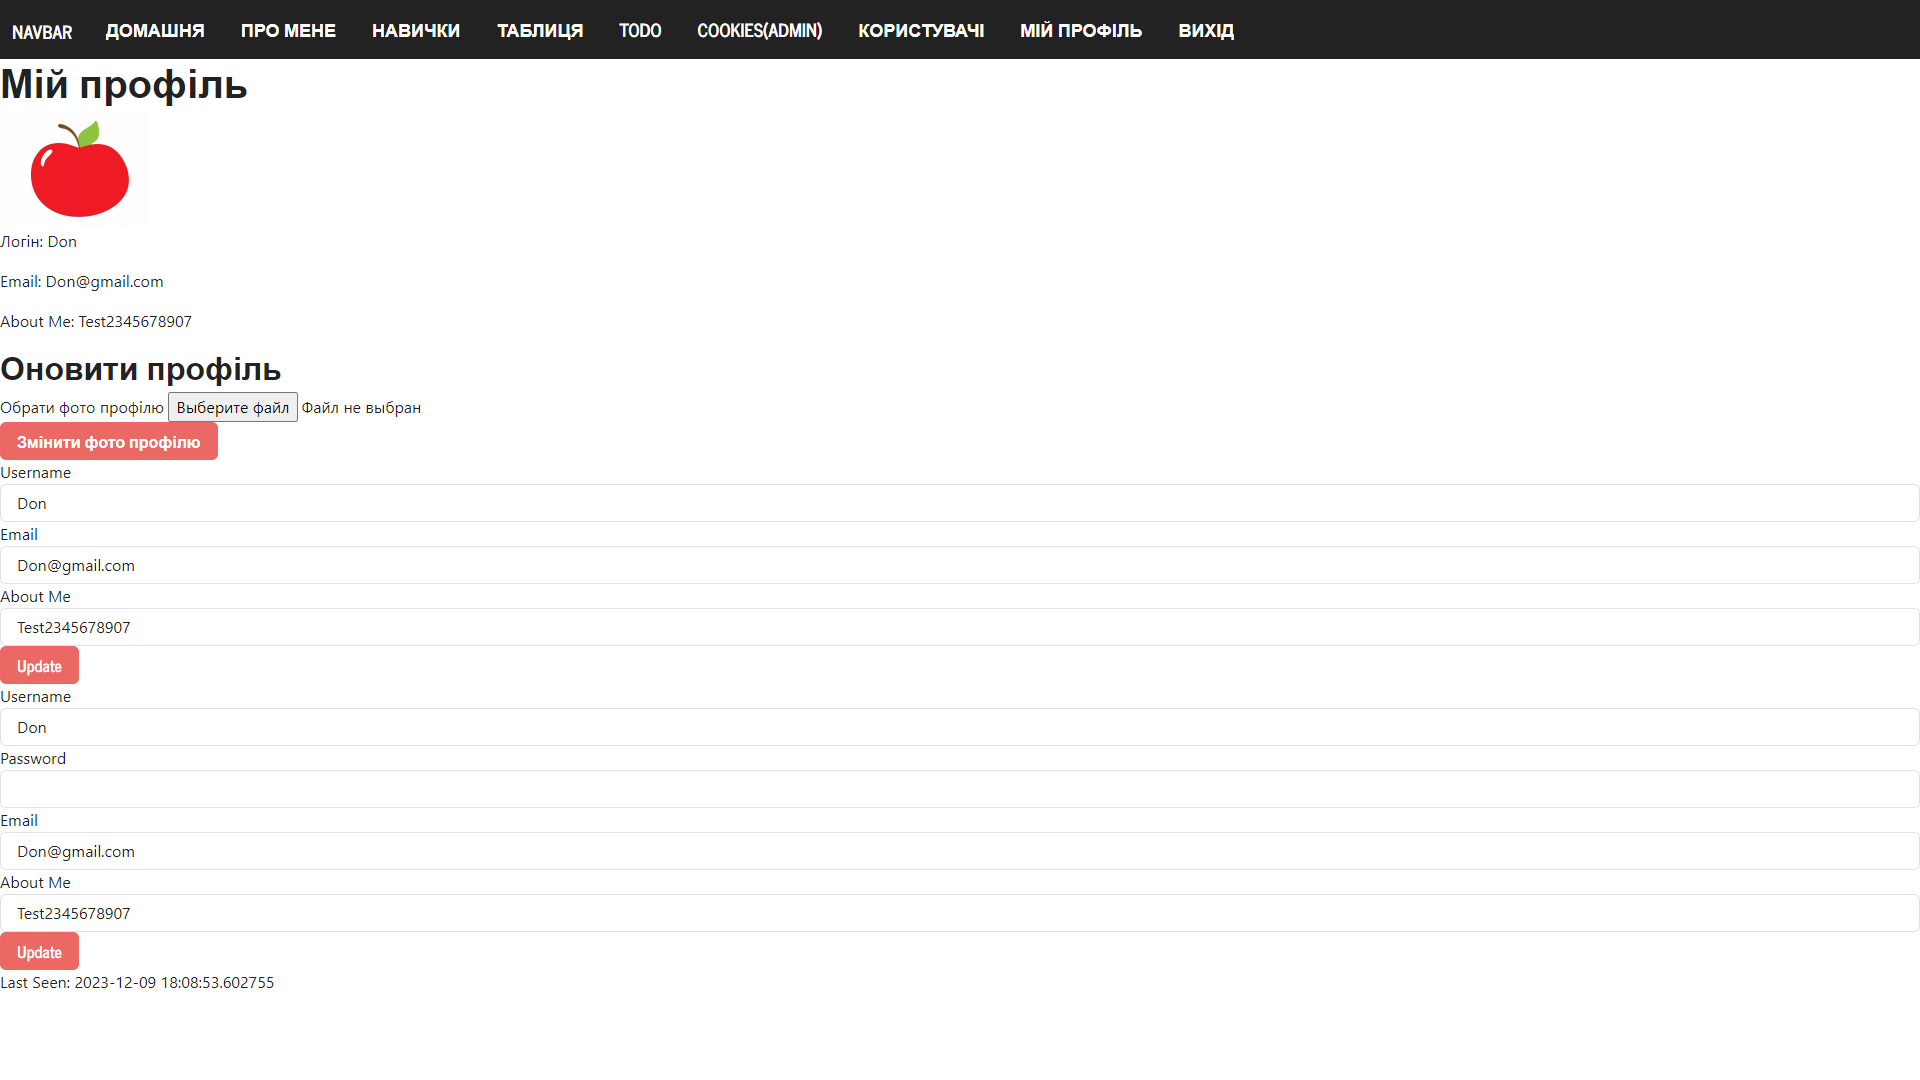 NAVBAR ДОМАШНЯ ПРО МЕНЕ НАВИЧКИ ТАБЛИЦЯ TODO COOKIES(ADMIN) КОРИСТУВАЧІ МІЙ ПРОФІЛЬ ВИХІД
Мій профіль
Логін: Don
Email: Don@gmail.com
About Me: Test2345678907
Оновити профіль
Обрати фото профілю Выберите файл Файл не выбран
Змінити фото профілю
Username
Don
Email
Don@gmail.com
About Me
Test2345678907
Update
Username
Don
Password
Email
Don@gmail.com
About Me
Test2345678907
Update
Last Seen: 2023-12-09 18:08:53.602755